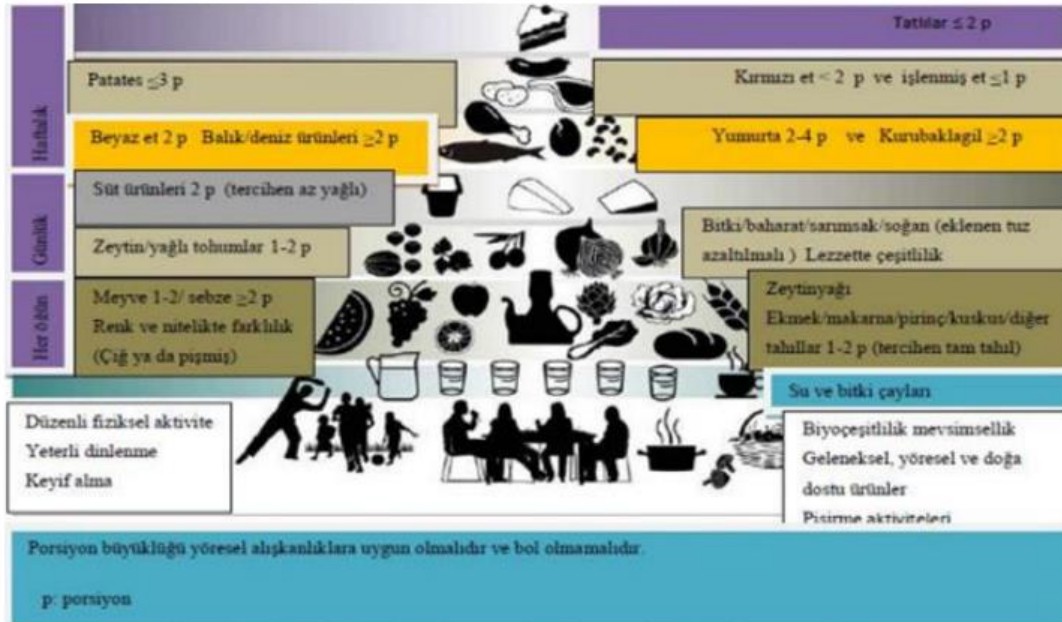 Tatlılar ≤ 2 p
Haftalık
Patates ≤3 p
Kırmızı et < 2 p ve işlenmiş et ≤1 p
Beyaz et 2 p Balık/deniz ürünleri ≥2 p
Yumurta 2-4 p ve Kurubaklagil ≥2 p
Günlük
Süt ürünleri 2 p (tercihen az yağlı)
Zeytin/yağlı tohumlar 1-2 p
Bitki/baharat/sarımsak/soğan (eklenen tuz
azaltılmalı ) Lezzette çeşitlilik
Her öğün
Meyve 1-2/ sebze ≥2 p
Renk ve nitelikte farklılık
(Çiğ ya da pişmiş)
Zeytinyağı
Ekmek/makarna/pirinç/kuskus/diğer
tahıllar 1-2 p (tercihen tam tahıl)
Su ve bitki çayları
Düzenli fiziksel aktivite
Yeterli dinlenme
Keyif alma
Biyoçeşitlilik mevsimsellik
Geleneksel, yöresel ve doğa
dostu ürünler
Pişirme aktiviteleri
Porsiyon büyüklüğü yöresel alışkanlıklara uygun olmalıdır ve bol olmamalıdır.
p: porsiyon